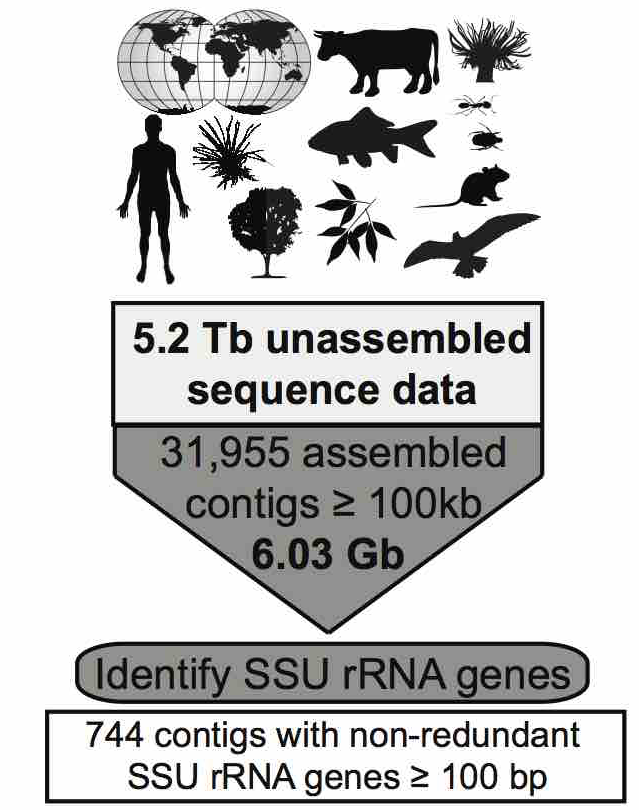 5.2 Tb unassembled
sequence data
31,955 assembled
contigs ≥ 100kb
6.03 Gb
Identify SSU rRNA genes
744 contigs with non-redundant
SSU rRNA genes ≥ 100 bp